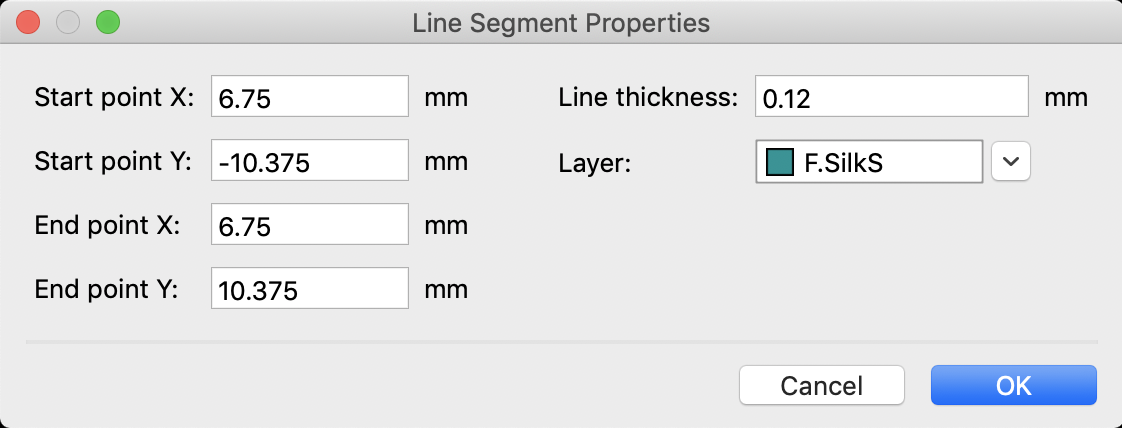 Line Segment Properties
Start point X: 6.75 mm
Line thickness: 0.12 mm
Start point Y: -10.375 mm
Layer: F.SilkS
End point X: 6.75 mm
End point Y: 10.375 mm
Cancel
OK